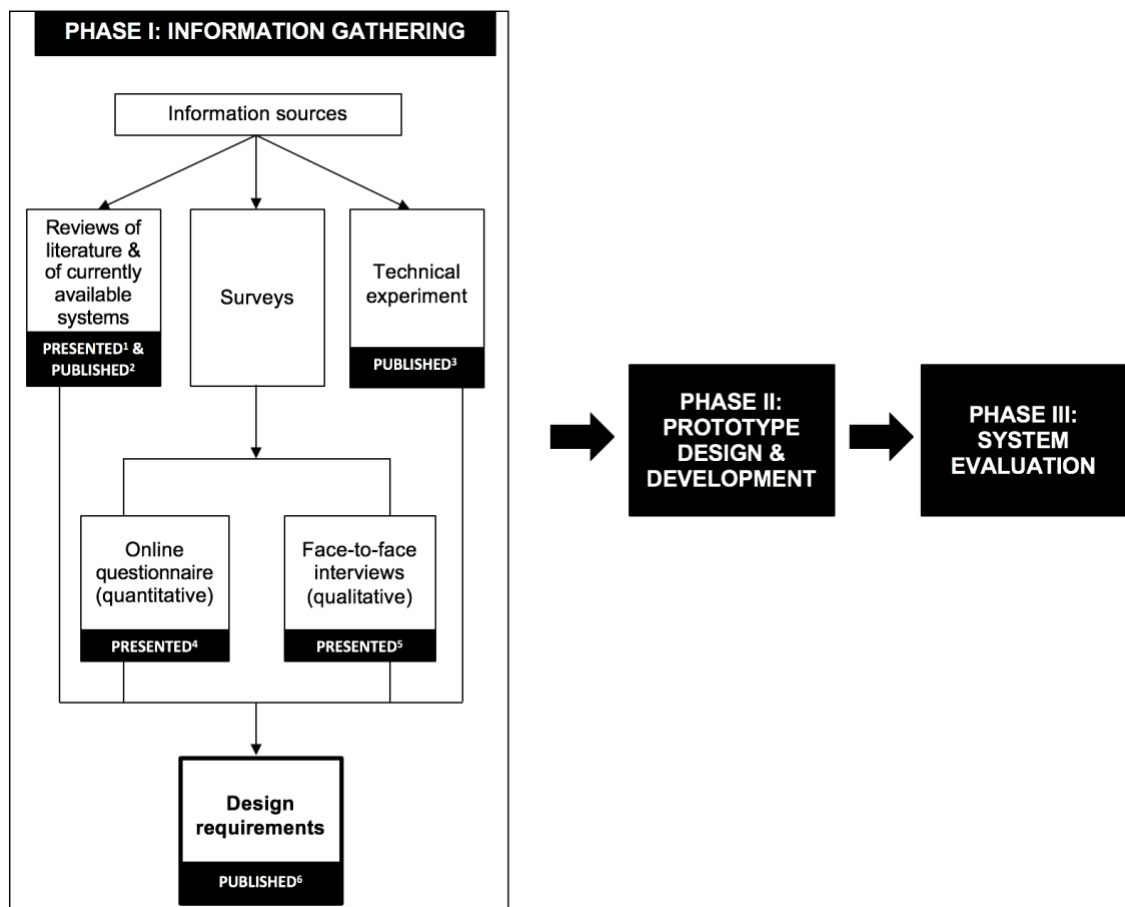 PHASE I: INFORMATION GATHERING
Information sources
Reviews of
literature &
of currently
available
systems
PRESENTED¹ &
PUBLISHED²
Surveys
Technical
experiment
PUBLISHED³
Online
questionnaire
(quantitative)
PRESENTED⁴
Face-to-face
interviews
(qualitative)
PRESENTED⁵
Design
requirements
PUBLISHED⁶
PHASE II:
PROTOTYPE
DESIGN &
DEVELOPMENT
PHASE III:
SYSTEM
EVALUATION